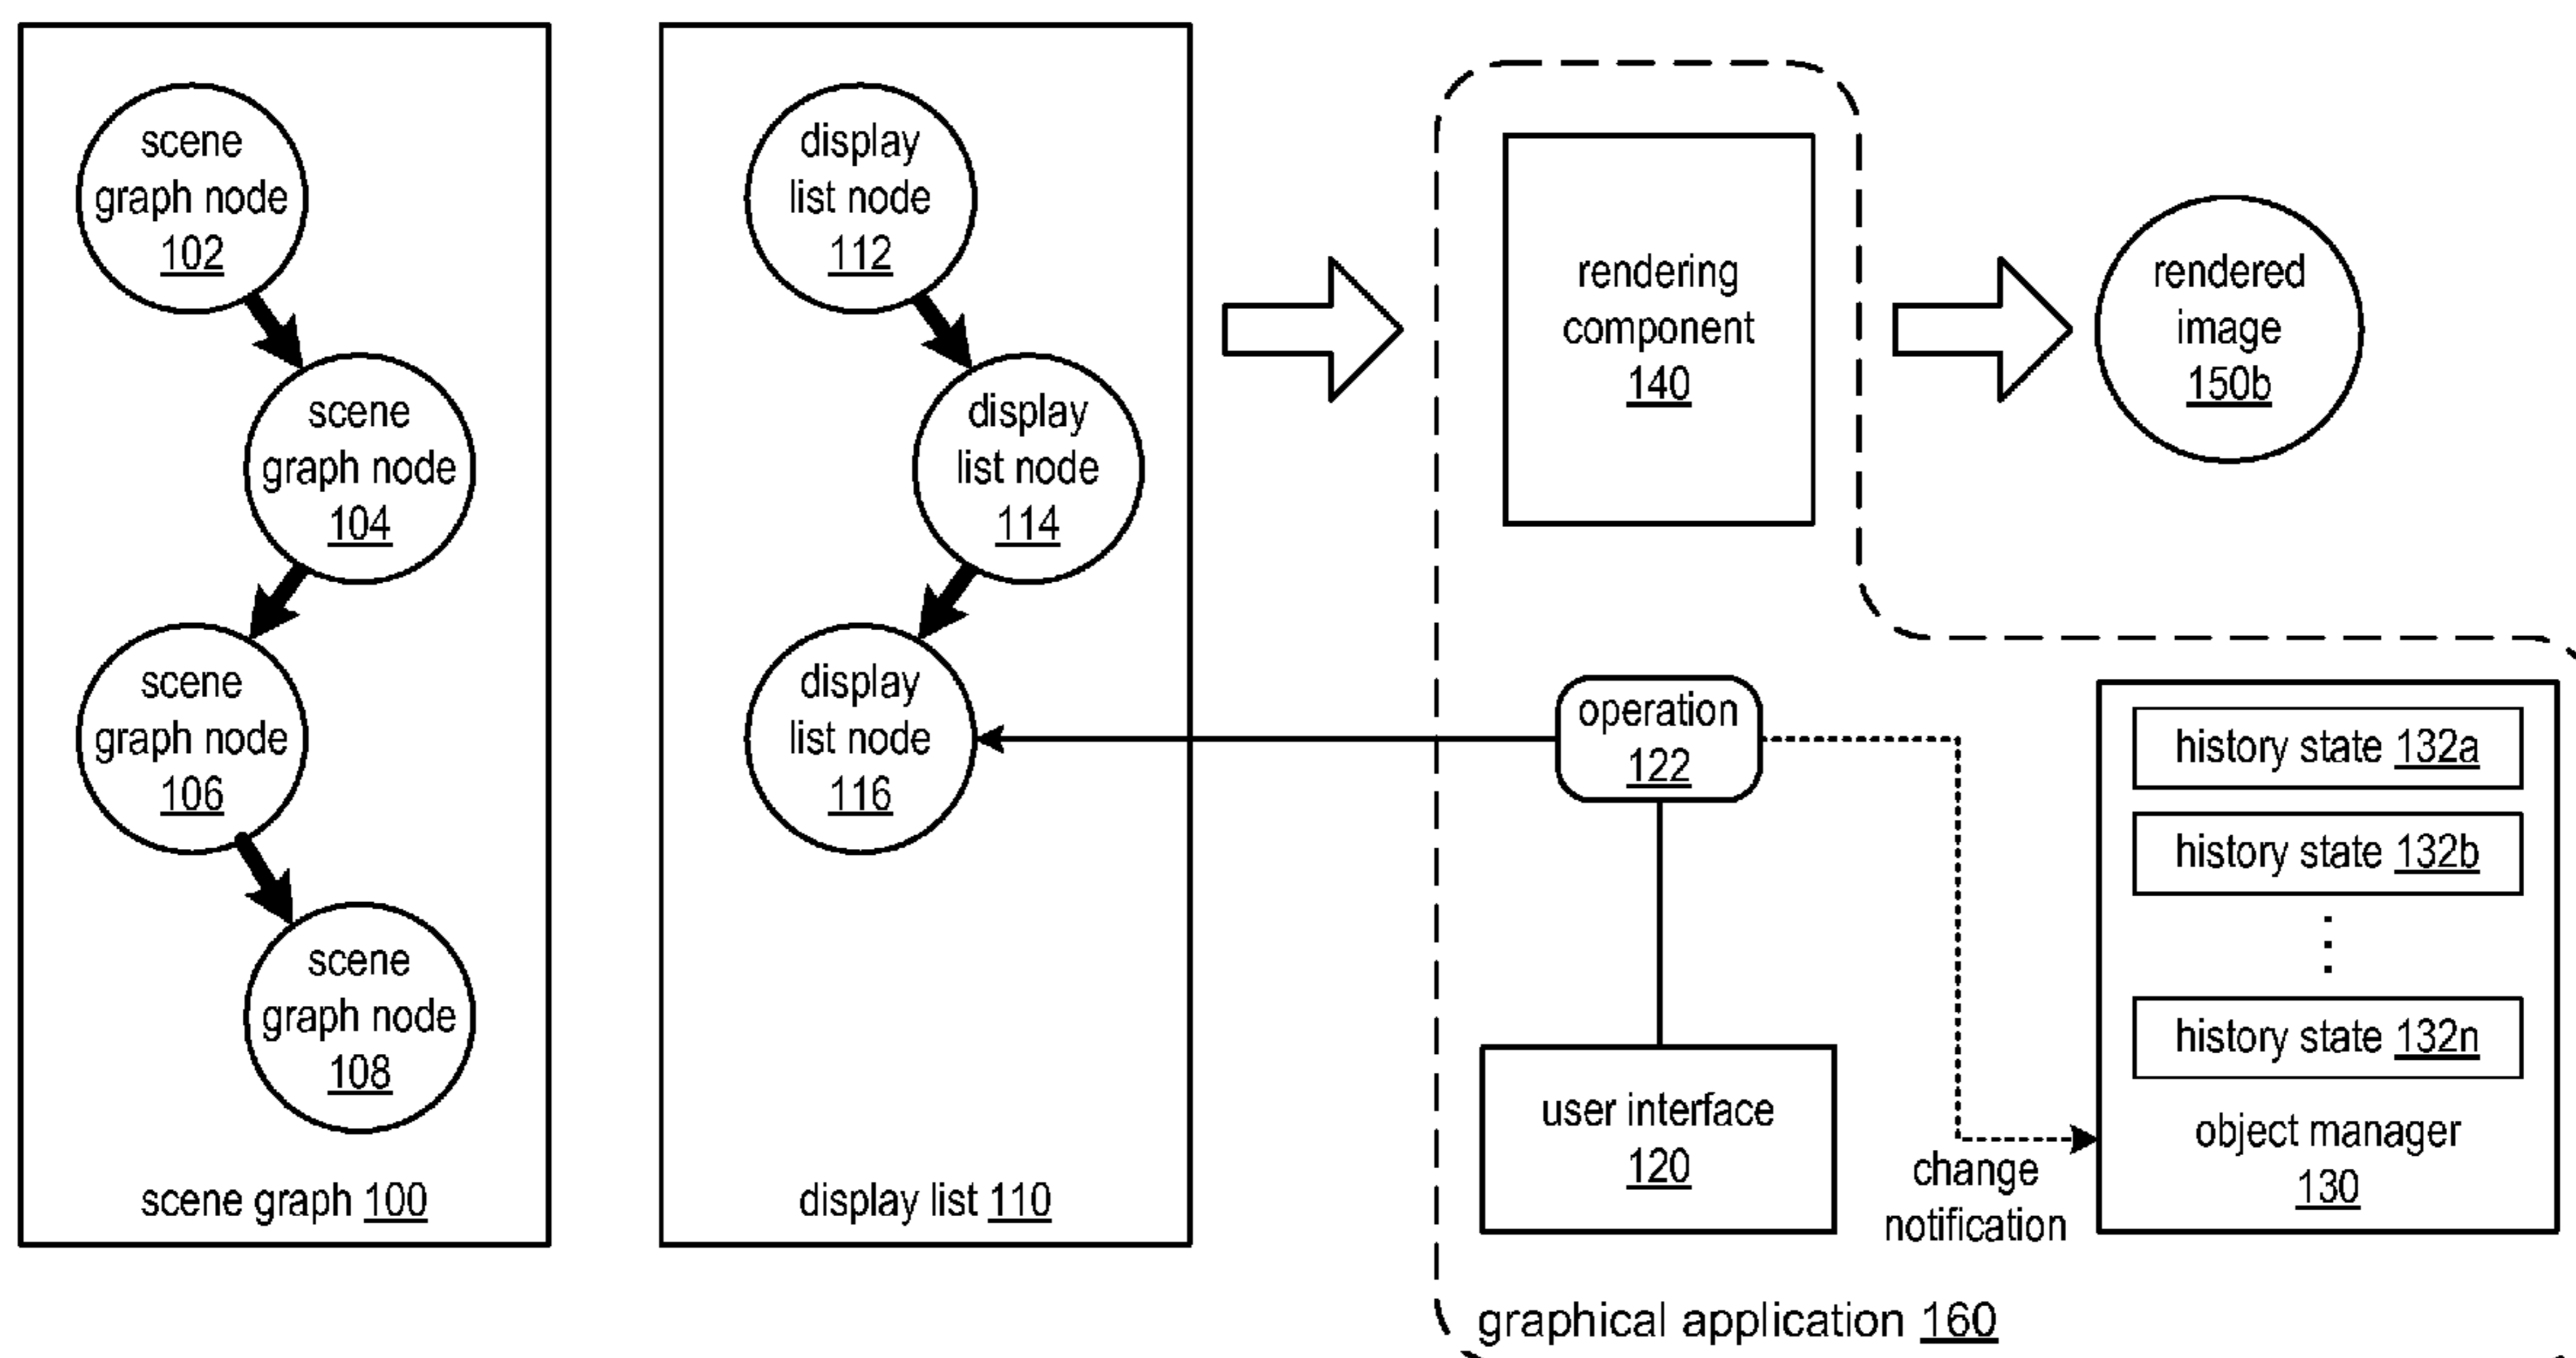 scene
graph node
102
scene
graph node
104
scene
graph node
106
scene
graph node
108
scene graph 100
display
list node
112
display
list node
114
display
list node
116
display list 110
rendering
component
140
rendered
image
150b
operation
122
user interface
120
change
notification
history state 132a
history state 132b
history state 132n
object manager
130
graphical application 160